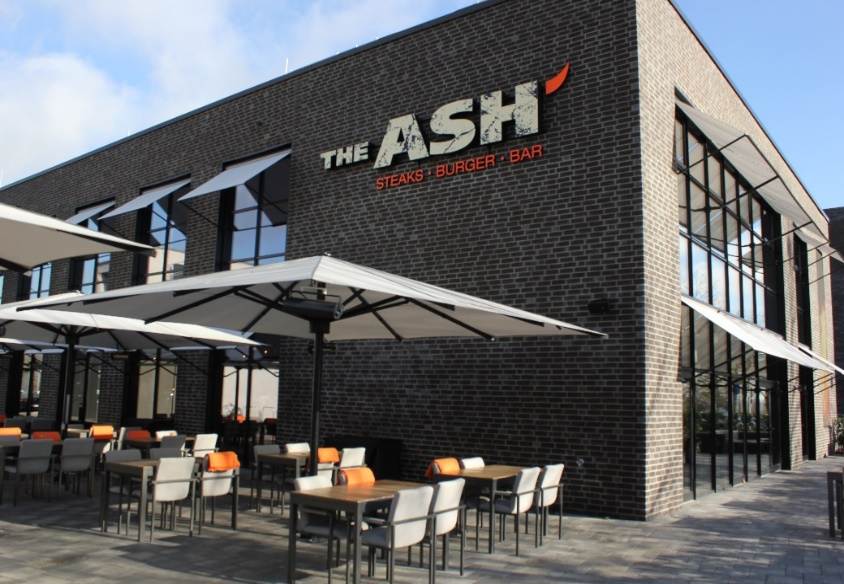 THE ASH
STEAKS · BURGER · BAR